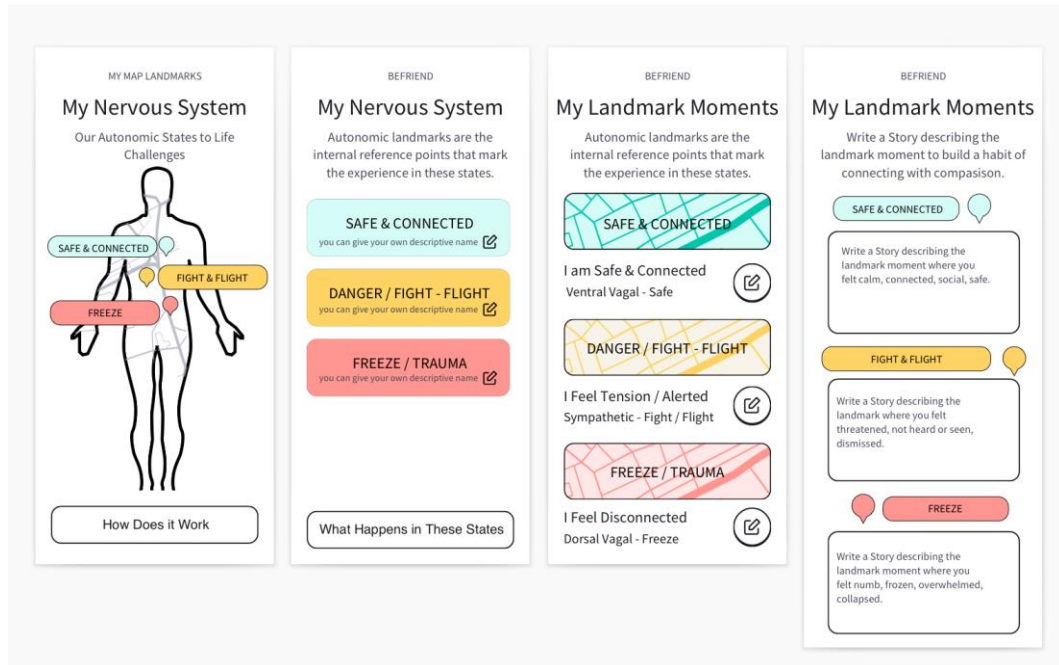 MY MAP LANDMARKS
My Nervous System
Our Autonomic States to Life
Challenges
SAFE & CONNECTED
FIGHT & FLIGHT
FREEZE
How Does it Work
BEFRIEND
My Nervous System
Autonomic landmarks are the
internal reference points that mark
the experience in these states.
SAFE & CONNECTED
you can give your own descriptive name
DANGER / FIGHT - FLIGHT
you can give your own descriptive name
FREEZE / TRAUMA
you can give your own descriptive name
What Happens in These States
BEFRIEND
My Landmark Moments
Autonomic landmarks are the
internal reference points that mark
the experience in these states.
SAFE & CONNECTED
I am Safe & Connected
Ventral Vagal - Safe
DANGER / FIGHT - FLIGHT
I Feel Tension / Alerted
Sympathetic - Fight / Flight
FREEZE / TRAUMA
I Feel Disconnected
Dorsal Vagal - Freeze
BEFRIEND
My Landmark Moments
Write a Story describing the
landmark moment to build a habit of
connecting with compasison.
SAFE & CONNECTED
Write a Story describing the
landmark moment where you
felt calm, connected, social, safe.
FIGHT & FLIGHT
Write a Story describing the
landmark where you felt
threatened, not heard or seen,
dismissed.
FREEZE
Write a Story describing the
landmark moment where you
felt numb, frozen, overwhelmed,
collapsed.